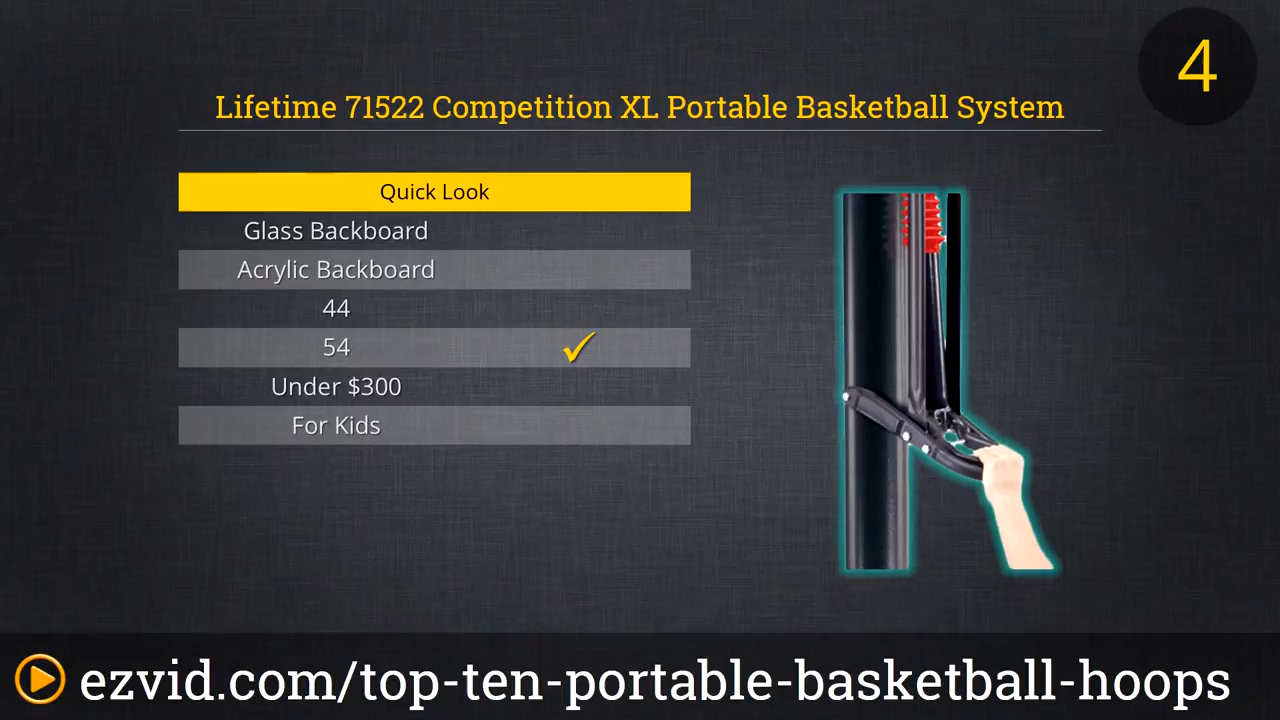 4
Lifetime 71522 Competition XL Portable Basketball System
Quick Look
Glass Backboard
Acrylic Backboard
44
54 ✓
Under $300
For Kids
ezvid.com/top-ten-portable-basketball-hoops